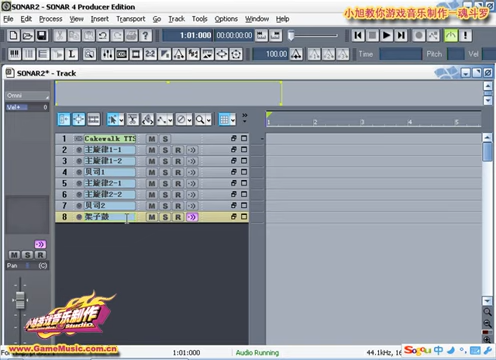 SONAR2 - SONAR 4 Producer Edition
小旭教你游戏音乐制作—魂斗罗
File Edit Process View Insert Transport Go Track Tools Options Window Help
1:01:000
00:00:00:00
100.00
Time
SONAR2* - Track
Omni
Vel+ 0
1 2 3 4 5
1 Cakewalk TTS M S
2 主旋律1-1 M S R
3 主旋律1-2 M S R
4 贝司1 M S R
5 主旋律2-1 M S R
6 主旋律2-2 M S R
7 贝司2 M S R
8 架子鼓 M S R
M S R
Pan (C)
小旭游戏音乐制作
Studio.
www.GameMusic.com.cn
1:01:000
Audio Running
44.1kHz, 16
Sogou 中